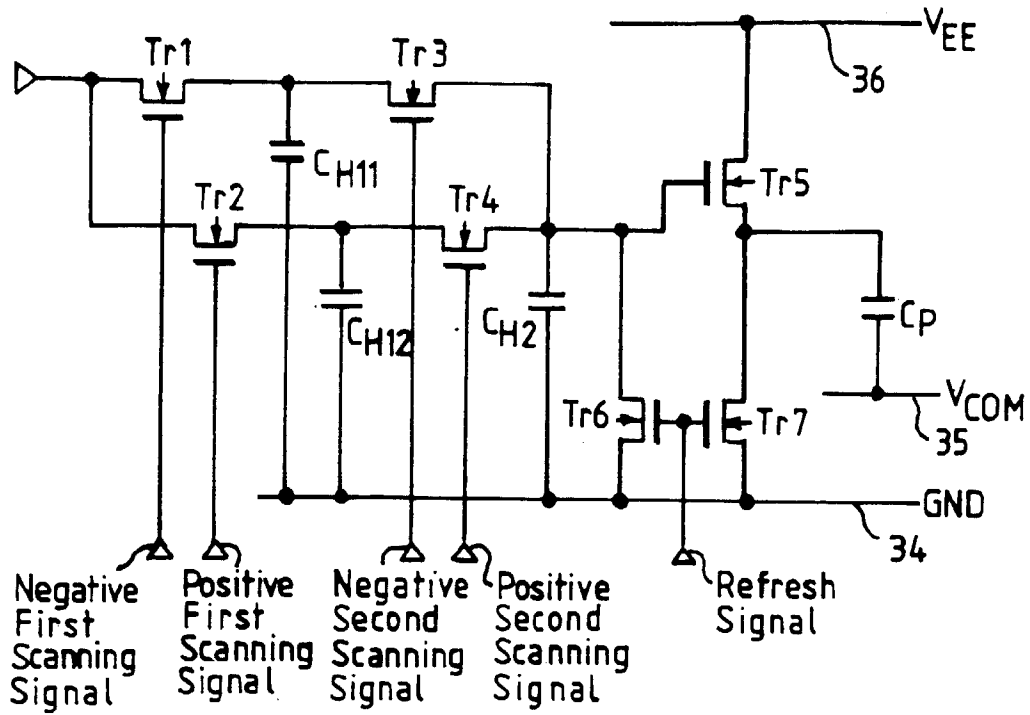 V_EE
36
Tr1
Tr3
C_H11
Tr5
Tr2
Tr4
C_H12
C_H2
C_P
V_COM
35
Tr6
Tr7
GND
34
Negative
First
Scanning
Signal
Positive
First
Scanning
Signal
Negative
Second
Scanning
Signal
Positive
Second
Scanning
Signal
Refresh
Signal